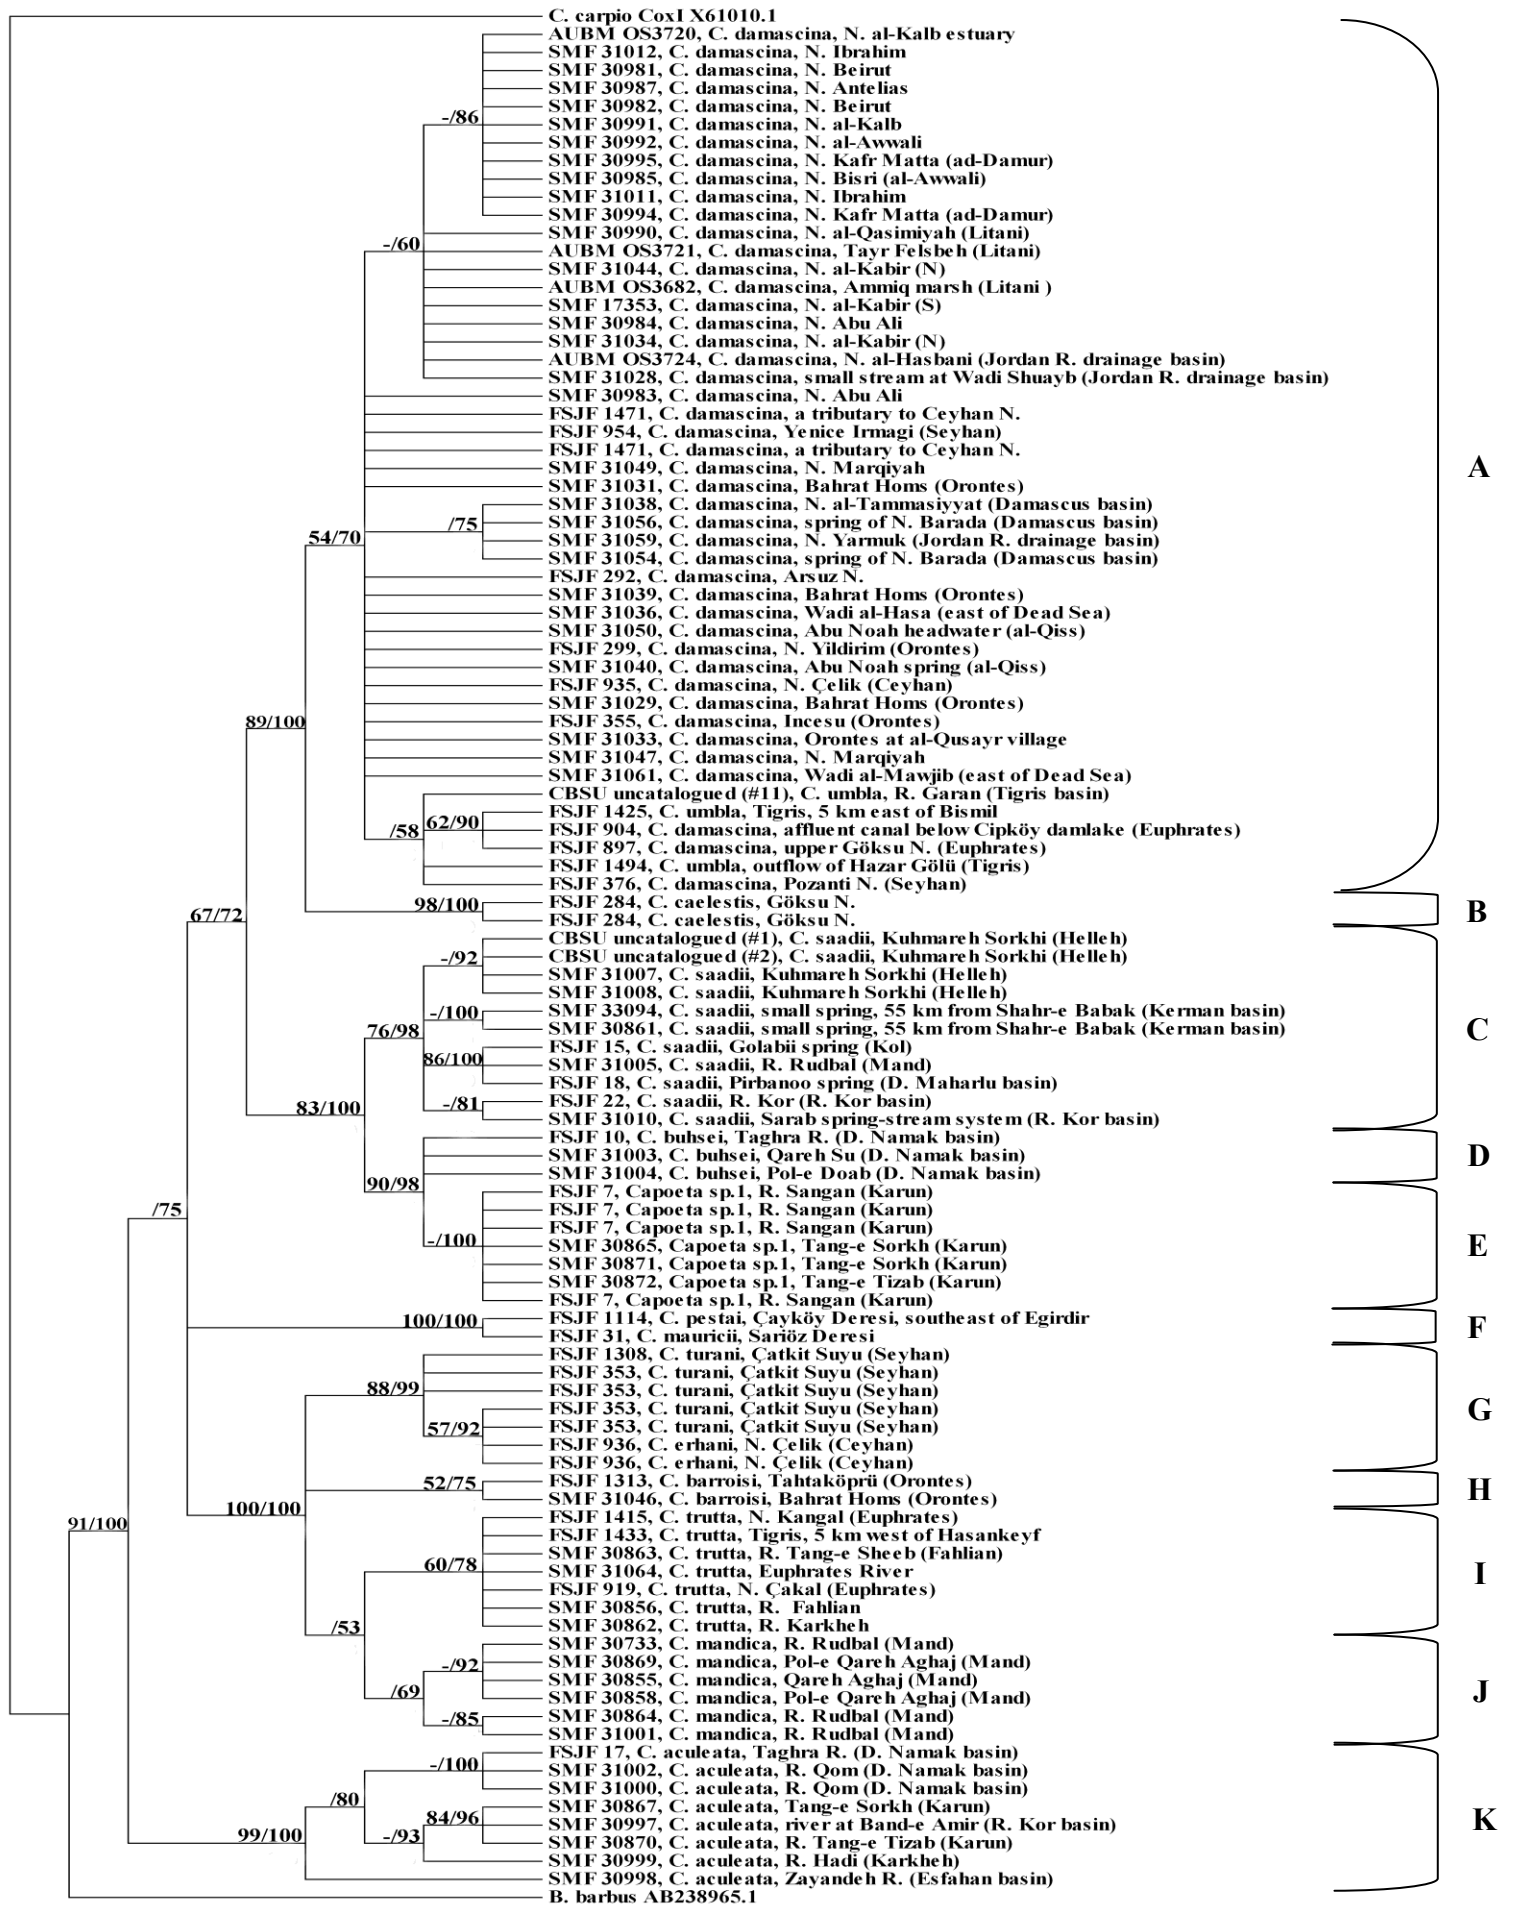 C. carpio CoxI X61010.1
AUBM OS3720, C. damascina, N. al-Kalb estuary
SMF 31012, C. damascina, N. Ibrahim
SMF 30981, C. damascina, N. Beirut
SMF 30987, C. damascina, N. Antelias
SMF 30982, C. damascina, N. Beirut
-/86
SMF 30991, C. damascina, N. al-Kalb
SMF 30992, C. damascina, N. al-Awwali
SMF 30995, C. damascina, N. Kafr Matta (ad-Damur)
SMF 30985, C. damascina, N. Bisri (al-Awwali)
SMF 31011, C. damascina, N. Ibrahim
SMF 30994, C. damascina, N. Kafr Matta (ad-Damur)
SMF 30990, C. damascina, N. al-Qasimiyah (Litani)
-/60
AUBM OS3721, C. damascina, Tayr Felsbeh (Litani)
SMF 31044, C. damascina, N. al-Kabir (N)
AUBM OS3682, C. damascina, Ammiq marsh (Litani )
SMF 17353, C. damascina, N. al-Kabir (S)
SMF 30984, C. damascina, N. Abu Ali
SMF 31034, C. damascina, N. al-Kabir (N)
AUBM OS3724, C. damascina, N. al-Hasbani (Jordan R. drainage basin)
SMF 31028, C. damascina, small stream at Wadi Shuayb (Jordan R. drainage basin)
SMF 30983, C. damascina, N. Abu Ali
FSJF 1471, C. damascina, a tributary to Ceyhan N.
FSJF 954, C. damascina, Yenice Irmagi (Seyhan)
FSJF 1471, C. damascina, a tributary to Ceyhan N.
SMF 31049, C. damascina, N. Marqiyah
A
SMF 31031, C. damascina, Bahrat Homs (Orontes)
SMF 31038, C. damascina, N. al-Tammasiyyat (Damascus basin)
/75
SMF 31056, C. damascina, spring of N. Barada (Damascus basin)
54/70
SMF 31059, C. damascina, N. Yarmuk (Jordan R. drainage basin)
SMF 31054, C. damascina, spring of N. Barada (Damascus basin)
FSJF 292, C. damascina, Arsuz N.
SMF 31039, C. damascina, Bahrat Homs (Orontes)
SMF 31036, C. damascina, Wadi al-Hasa (east of Dead Sea)
SMF 31050, C. damascina, Abu Noah headwater (al-Qiss)
FSJF 299, C. damascina, N. Yildirim (Orontes)
SMF 31040, C. damascina, Abu Noah spring (al-Qiss)
FSJF 935, C. damascina, N. Çelik (Ceyhan)
SMF 31029, C. damascina, Bahrat Homs (Orontes)
89/100
FSJF 355, C. damascina, Incesu (Orontes)
SMF 31033, C. damascina, Orontes at al-Qusayr village
SMF 31047, C. damascina, N. Marqiyah
SMF 31061, C. damascina, Wadi al-Mawjib (east of Dead Sea)
CBSU uncatalogued (#11), C. umbla, R. Garan (Tigris basin)
FSJF 1425, C. umbla, Tigris, 5 km east of Bismil
/58
62/90
FSJF 904, C. damascina, affluent canal below Cipköy damlake (Euphrates)
FSJF 897, C. damascina, upper Göksu N. (Euphrates)
FSJF 1494, C. umbla, outflow of Hazar Gölü (Tigris)
FSJF 376, C. damascina, Pozanti N. (Seyhan)
98/100
FSJF 284, C. caelestis, Göksu N.
B
67/72
FSJF 284, C. caelestis, Göksu N.
CBSU uncatalogued (#1), C. saadii, Kuhmareh Sorkhi (Helleh)
-/92
CBSU uncatalogued (#2), C. saadii, Kuhmareh Sorkhi (Helleh)
SMF 31007, C. saadii, Kuhmareh Sorkhi (Helleh)
SMF 31008, C. saadii, Kuhmareh Sorkhi (Helleh)
-/100
SMF 33094, C. saadii, small spring, 55 km from Shahr-e Babak (Kerman basin)
76/98
SMF 30861, C. saadii, small spring, 55 km from Shahr-e Babak (Kerman basin)
C
FSJF 15, C. saadii, Golabii spring (Kol)
86/100
SMF 31005, C. saadii, R. Rudbal (Mand)
FSJF 18, C. saadii, Pirbanoo spring (D. Maharlu basin)
83/100
-/81
FSJF 22, C. saadii, R. Kor (R. Kor basin)
SMF 31010, C. saadii, Sarab spring-stream system (R. Kor basin)
FSJF 10, C. buhsei, Taghra R. (D. Namak basin)
SMF 31003, C. buhsei, Qareh Su (D. Namak basin)
D
SMF 31004, C. buhsei, Pol-e Doab (D. Namak basin)
90/98
FSJF 7, Capoeta sp.1, R. Sangan (Karun)
/75
FSJF 7, Capoeta sp.1, R. Sangan (Karun)
FSJF 7, Capoeta sp.1, R. Sangan (Karun)
-/100
SMF 30865, Capoeta sp.1, Tang-e Sorkh (Karun)
E
SMF 30871, Capoeta sp.1, Tang-e Sorkh (Karun)
SMF 30872, Capoeta sp.1, Tang-e Tizab (Karun)
FSJF 7, Capoeta sp.1, R. Sangan (Karun)
100/100
FSJF 1114, C. pestai, Çayköy Deresi, southeast of Egirdir
F
FSJF 31, C. mauricii, Sariöz Deresi
FSJF 1308, C. turani, Çatkit Suyu (Seyhan)
FSJF 353, C. turani, Çatkit Suyu (Seyhan)
88/99
FSJF 353, C. turani, Çatkit Suyu (Seyhan)
FSJF 353, C. turani, Çatkit Suyu (Seyhan)
G
57/92
FSJF 353, C. turani, Çatkit Suyu (Seyhan)
FSJF 936, C. erhani, N. Çelik (Ceyhan)
FSJF 936, C. erhani, N. Çelik (Ceyhan)
52/75
FSJF 1313, C. barroisi, Tahtaköprü (Orontes)
H
SMF 31046, C. barroisi, Bahrat Homs (Orontes)
100/100
FSJF 1415, C. trutta, N. Kangal (Euphrates)
91/100
FSJF 1433, C. trutta, Tigris, 5 km west of Hasankeyf
SMF 30863, C. trutta, R. Tang-e Sheeb (Fahlian)
60/78
SMF 31064, C. trutta, Euphrates River
I
FSJF 919, C. trutta, N. Çakal (Euphrates)
SMF 30856, C. trutta, R. Fahlian
/53
SMF 30862, C. trutta, R. Karkheh
SMF 30733, C. mandica, R. Rudbal (Mand)
-/92
SMF 30869, C. mandica, Pol-e Qareh Aghaj (Mand)
SMF 30855, C. mandica, Qareh Aghaj (Mand)
/69
SMF 30858, C. mandica, Pol-e Qareh Aghaj (Mand)
J
-/85
SMF 30864, C. mandica, R. Rudbal (Mand)
SMF 31001, C. mandica, R. Rudbal (Mand)
FSJF 17, C. aculeata, Taghra R. (D. Namak basin)
-/100
SMF 31002, C. aculeata, R. Qom (D. Namak basin)
SMF 31000, C. aculeata, R. Qom (D. Namak basin)
/80
SMF 30867, C. aculeata, Tang-e Sorkh (Karun)
84/96
SMF 30997, C. aculeata, river at Band-e Amir (R. Kor basin)
K
99/100
-/93
SMF 30870, C. aculeata, R. Tang-e Tizab (Karun)
SMF 30999, C. aculeata, R. Hadi (Karkheh)
SMF 30998, C. aculeata, Zayandeh R. (Esfahan basin)
B. barbus AB238965.1